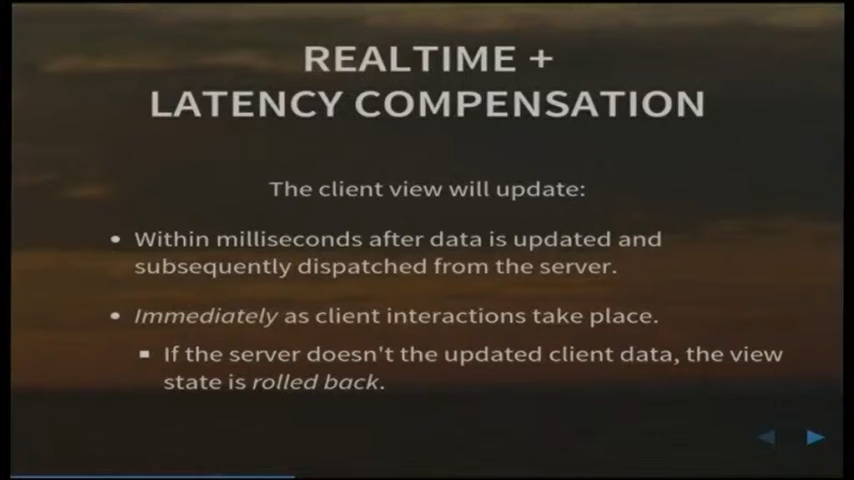 REALTIME +
LATENCY COMPENSATION
The client view will update:
• Within milliseconds after data is updated and
subsequently dispatched from the server.
• Immediately as client interactions take place.
▪ If the server doesn't the updated client data, the view
state is rolled back.